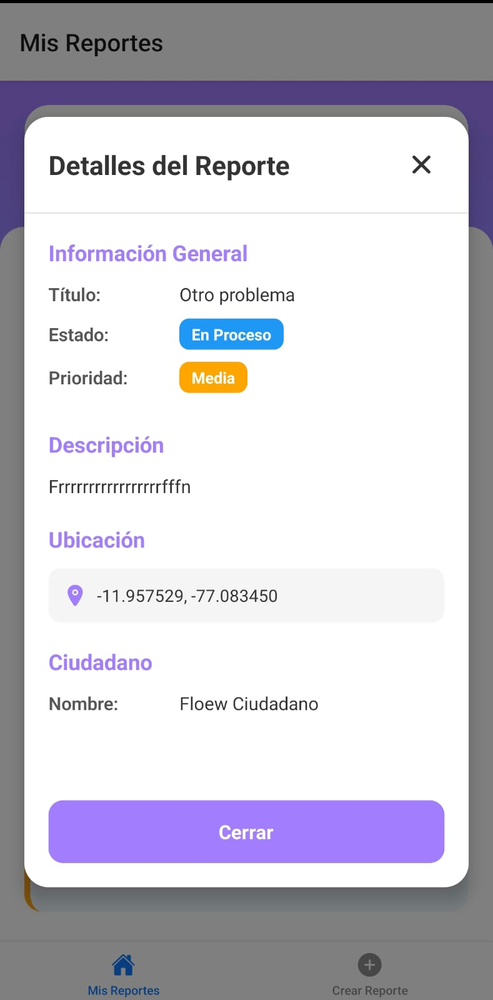 Mis Reportes
Detalles del Reporte
Información General
Título: Otro problema
Estado: En Proceso
Prioridad: Media
Descripción
Frrrrrrrrrrrrrrrrrfffn
Ubicación
-11.957529, -77.083450
Ciudadano
Nombre: Floew Ciudadano
Cerrar
Mis Reportes Crear Reporte